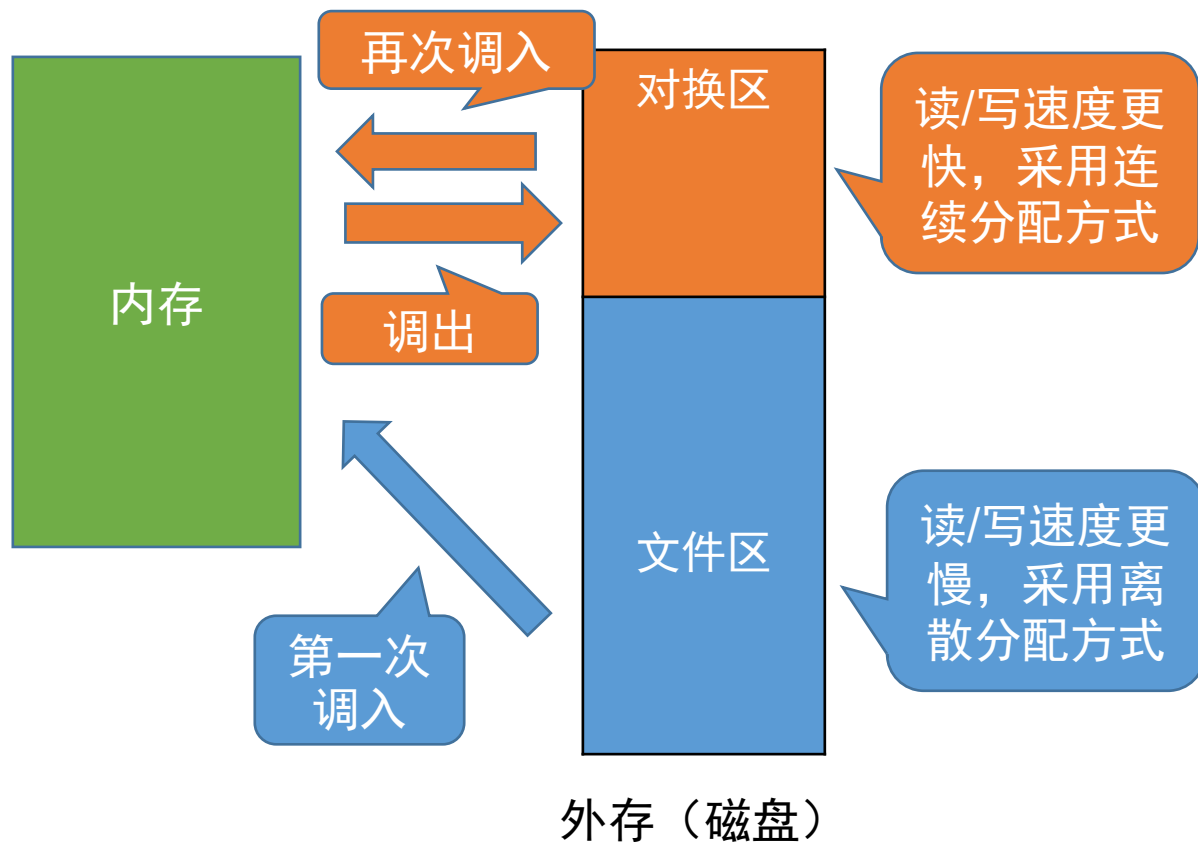 再次调入
对换区
读/写速度更
快，采用连
续分配方式
内存
调出
文件区
读/写速度更
慢，采用离
散分配方式
第一次
调入
外存（磁盘）